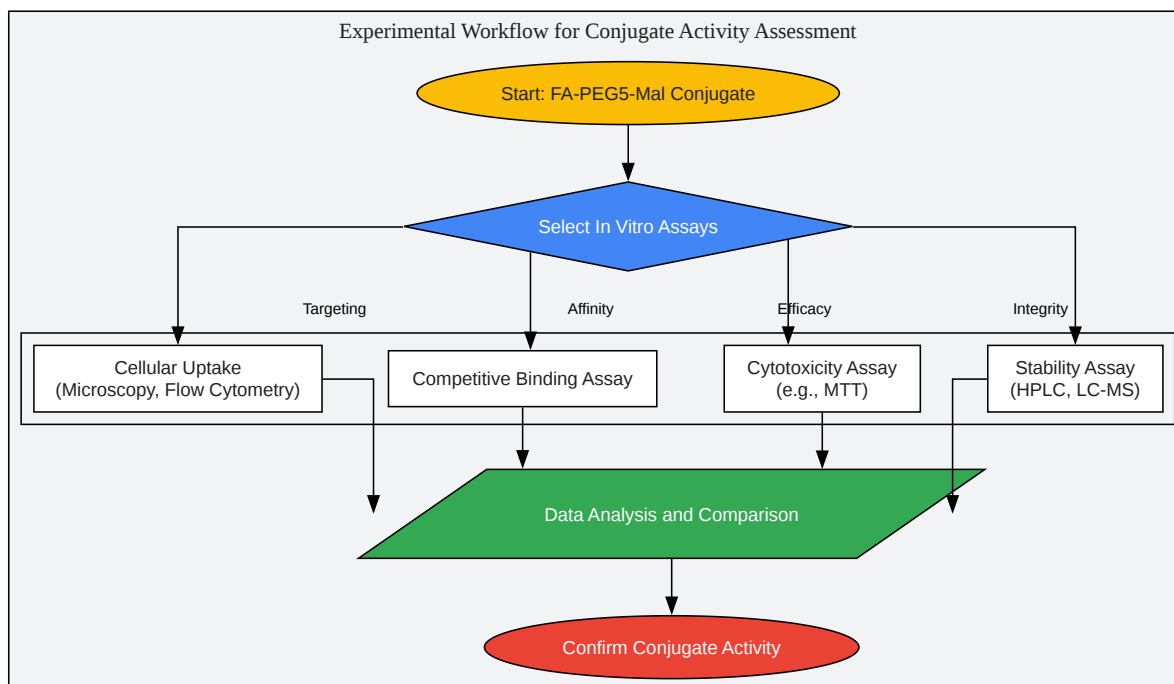 Experimental Workflow for Conjugate Activity Assessment
Start: FA-PEG5-Mal Conjugate
Select In Vitro Assays
Targeting
Affinity
Efficacy
Integrity
Cellular Uptake
(Microscopy, Flow Cytometry)
Competitive Binding Assay
Cytotoxicity Assay
(e.g., MTT)
Stability Assay
(HPLC, LC-MS)
Data Analysis and Comparison
Confirm Conjugate Activity